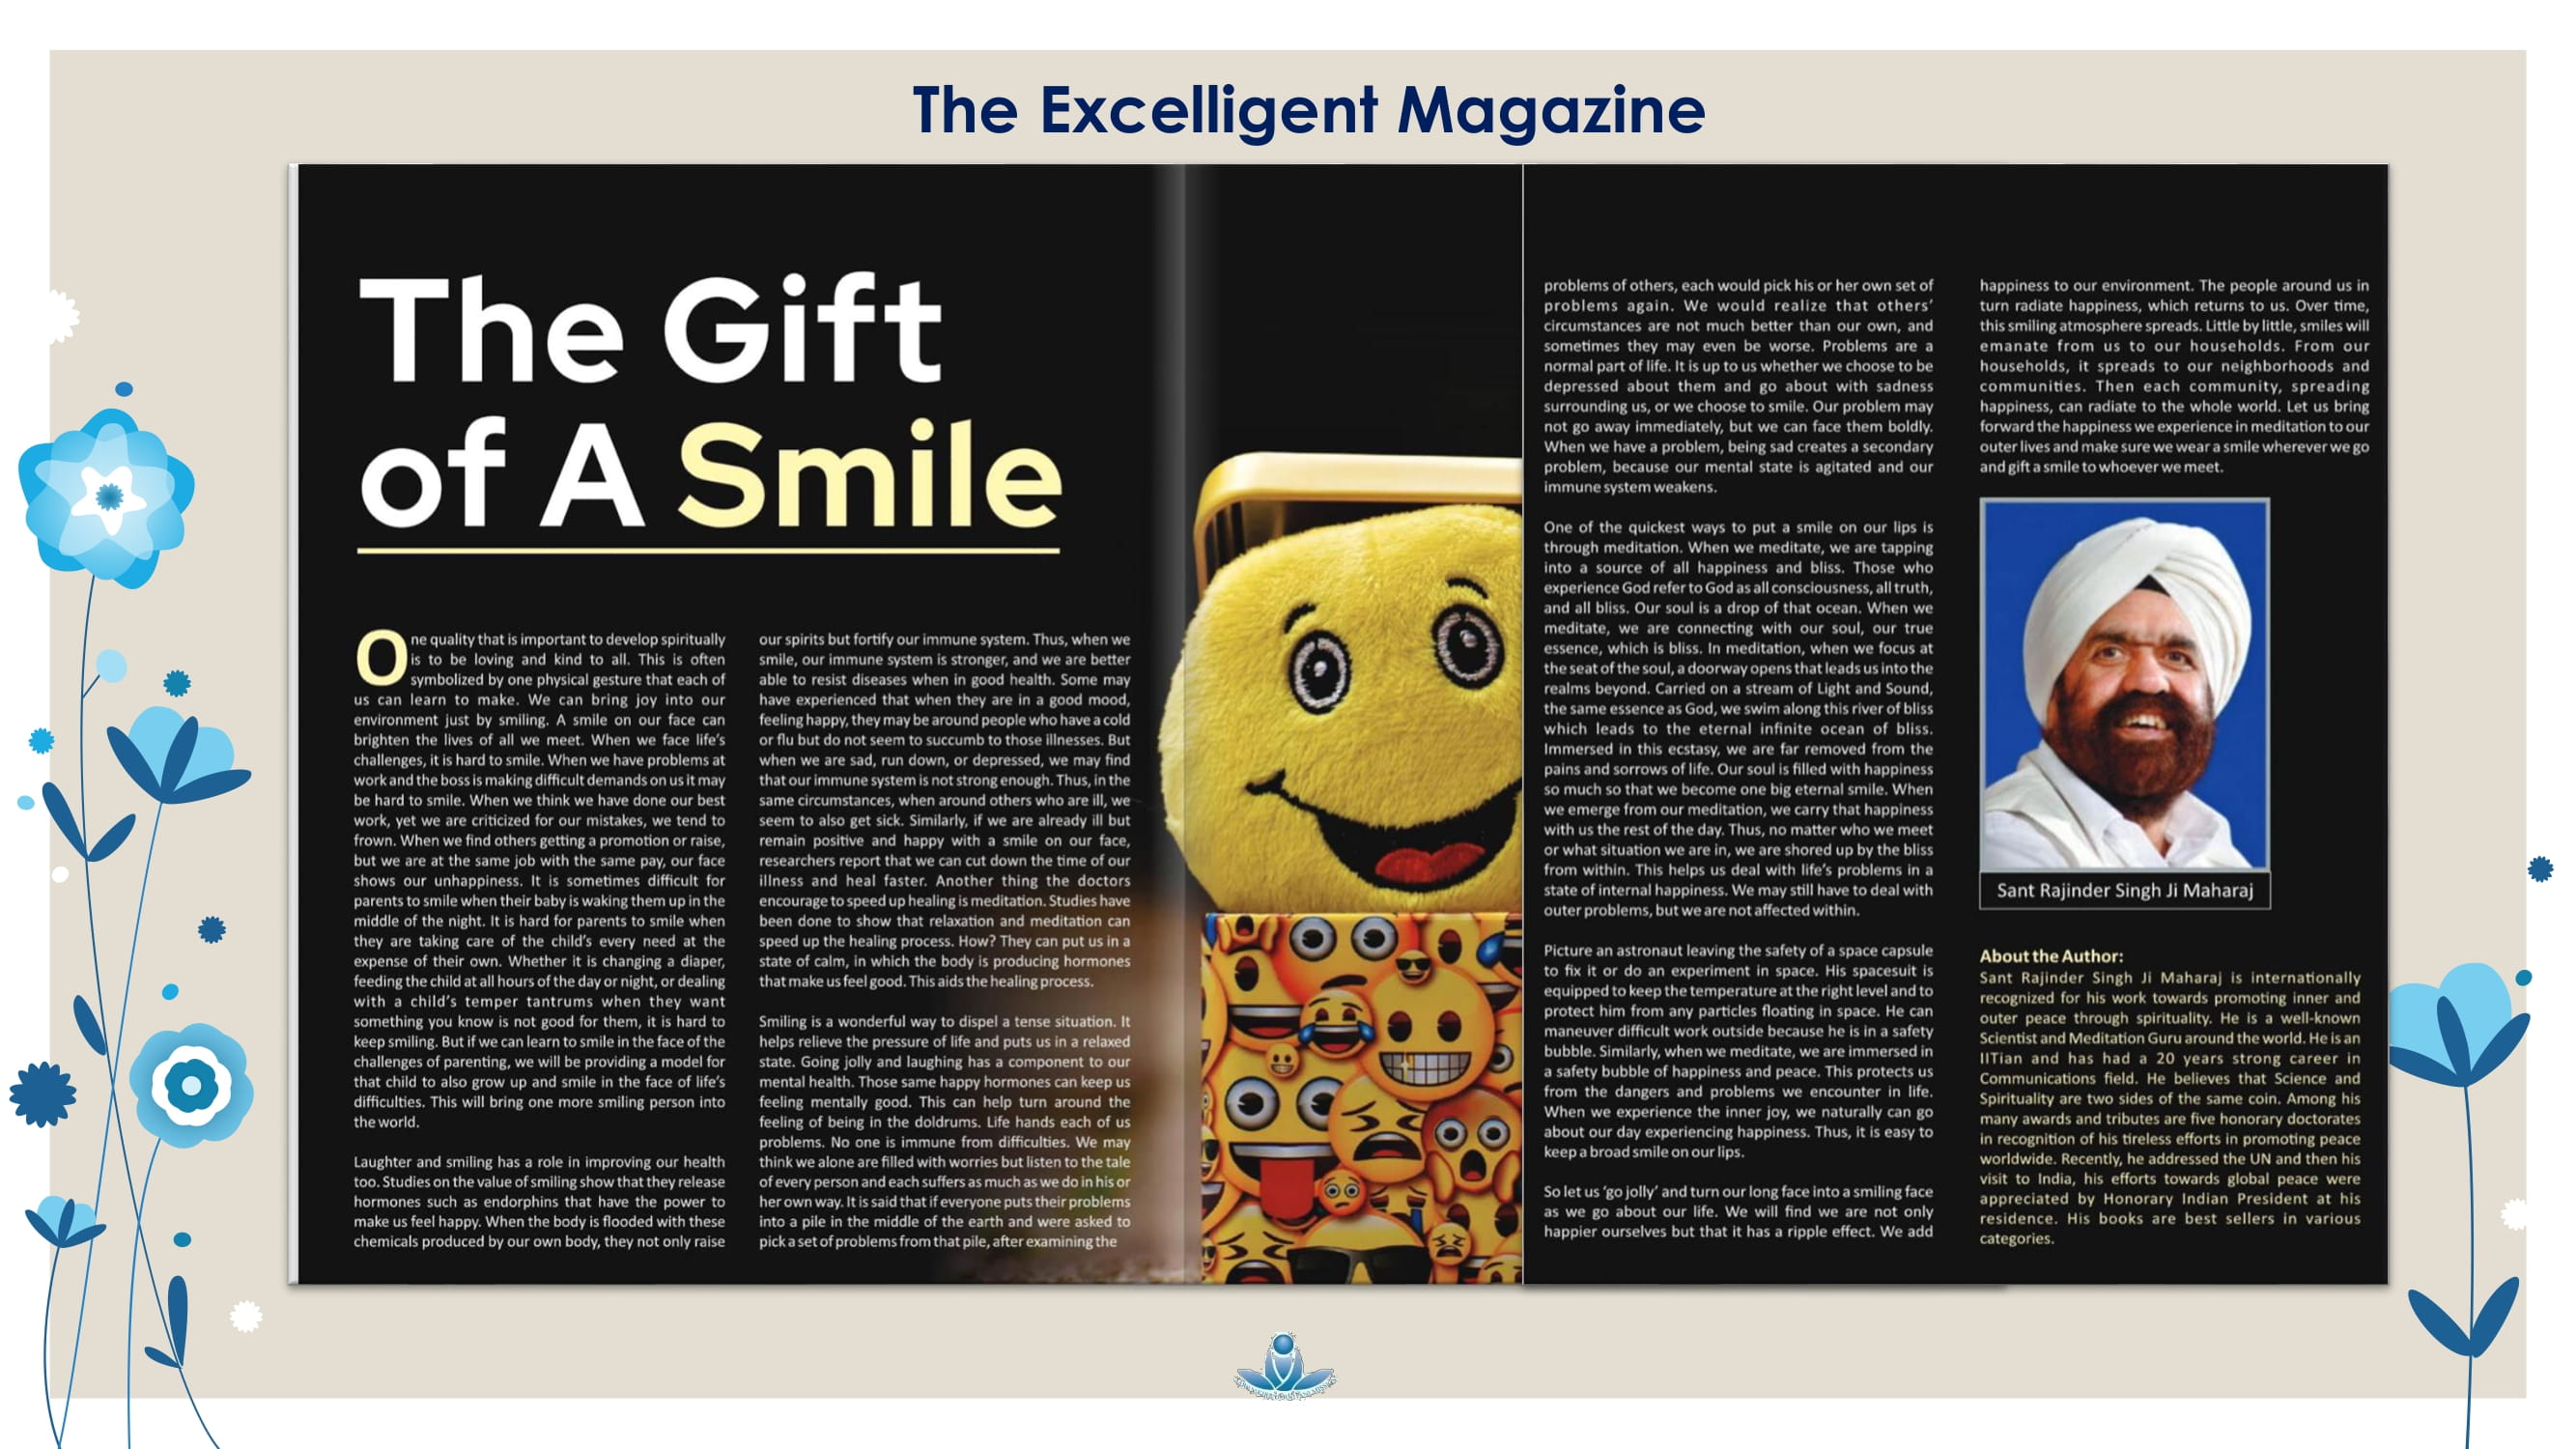 The Excelligent Magazine
The Gift
of A Smile
One quality that is important to develop spiritually
is to be loving and kind to all. This is often
symbolized by one physical gesture that each of
us can learn to make. We can bring joy into our
environment just by smiling. A smile on our face can
brighten the lives of all we meet. When we face life's
challenges, it is hard to smile. When we have problems at
work and the boss is making difficult demands on us it may
be hard to smile. When we think we have done our best
work, yet we are criticized for our mistakes, we tend to
frown. When we find others getting a promotion or raise,
but we are at the same job with the same pay, our face
shows our unhappiness. It is sometimes difficult for
parents to smile when their baby is waking them up in the
middle of the night. It is hard for parents to smile when
they are taking care of the child's every need at the
expense of their own. Whether it is changing a diaper,
feeding the child at all hours of the day or night, or dealing
with a child's temper tantrums when they want
something you know is not good for them, it is hard to
keep smiling. But if we can learn to smile in the face of the
challenges of parenting, we will be providing a model for
that child to also grow up and smile in the face of life's
difficulties. This will bring one more smiling person into
the world.
Laughter and smiling has a role in improving our health
too. Studies on the value of smiling show that they release
hormones such as endorphins that have the power to
make us feel happy. When the body is flooded with these
chemicals produced by our own body, they not only raise
our spirits but fortify our immune system. Thus, when we
smile, our immune system is stronger, and we are better
able to resist diseases when in good health. Some may
have experienced that when they are in a good mood,
feeling happy, they may be around people who have a cold
or flu but do not seem to succumb to those illnesses. But
when we are sad, run down, or depressed, we may find
that our immune system is not strong enough. Thus, in the
same circumstances, when around others who are ill, we
seem to also get sick. Similarly, if we are already ill but
remain positive and happy with a smile on our face,
researchers report that we can cut down the time of our
illness and heal faster. Another thing the doctors
encourage to speed up healing is meditation. Studies have
been done to show that relaxation and meditation can
speed up the healing process. How? They can put us in a
state of calm, in which the body is producing hormones
that make us feel good. This aids the healing process.
Smiling is a wonderful way to dispel a tense situation. It
helps relieve the pressure of life and puts us in a relaxed
state. Going jolly and laughing has a component to our
mental health. Those same happy hormones can keep us
feeling mentally good. This can help turn around the
feeling of being in the doldrums. Life hands each of us
problems. No one is immune from difficulties. We may
think we alone are filled with worries but listen to the tale
of every person and each suffers as much as we do in his or
her own way. It is said that if everyone puts their problems
into a pile in the middle of the earth and were asked to
pick a set of problems from that pile, after examining the
problems of others, each would pick his or her own set of
problems again. We would realize that others'
circumstances are not much better than our own, and
sometimes they may even be worse. Problems are a
normal part of life. It is up to us whether we choose to be
depressed about them and go about with sadness
surrounding us, or we choose to smile. Our problem may
not go away immediately, but we can face them boldly.
When we have a problem, being sad creates a secondary
problem, because our mental state is agitated and our
immune system weakens.
One of the quickest ways to put a smile on our lips is
through meditation. When we meditate, we are tapping
into a source of all happiness and bliss. Those who
experience God refer to God as all consciousness, all truth,
and all bliss. Our soul is a drop of that ocean. When we
meditate, we are connecting with our soul, our true
essence, which is bliss. In meditation, when we focus at
the seat of the soul, a doorway opens that leads us into the
realms beyond. Carried on a stream of Light and Sound,
the same essence as God, we swim along this river of bliss
which leads to the eternal infinite ocean of bliss.
Immersed in this ecstasy, we are far removed from the
pains and sorrows of life. Our soul is filled with happiness
so much so that we become one big eternal smile. When
we emerge from our meditation, we carry that happiness
with us the rest of the day. Thus, no matter who we meet
or what situation we are in, we are shored up by the bliss
from within. This helps us deal with life's problems in a
state of internal happiness. We may still have to deal with
outer problems, but we are not affected within.
Picture an astronaut leaving the safety of a space capsule
to fix it or do an experiment in space. His spacesuit is
equipped to keep the temperature at the right level and to
protect him from any particles floating in space. He can
maneuver difficult work outside because he is in a safety
bubble. Similarly, when we meditate, we are immersed in
a safety bubble of happiness and peace. This protects us
from the dangers and problems we encounter in life.
When we experience the inner joy, we naturally can go
about our day experiencing happiness. Thus, it is easy to
keep a broad smile on our lips.
So let us 'go jolly' and turn our long face into a smiling face
as we go about our life. We will find we are not only
happier ourselves but that it has a ripple effect. We add
happiness to our environment. The people around us in
turn radiate happiness, which returns to us. Over time,
this smiling atmosphere spreads. Little by little, smiles will
emanate from us to our households. From our
households, it spreads to our neighborhoods and
communities. Then each community, spreading
happiness, can radiate to the whole world. Let us bring
forward the happiness we experience in meditation to our
outer lives and make sure we wear a smile wherever we go
and gift a smile to whoever we meet.
Sant Rajinder Singh Ji Maharaj
About the Author:
Sant Rajinder Singh Ji Maharaj is internationally
recognized for his work towards promoting inner and
outer peace through spirituality. He is a well-known
Scientist and Meditation Guru around the world. He is an
IITian and has had a 20 years strong career in
Communications field. He believes that Science and
Spirituality are two sides of the same coin. Among his
many awards and tributes are five honorary doctorates
in recognition of his tireless efforts in promoting peace
worldwide. Recently, he addressed the UN and then his
visit to India, his efforts towards global peace were
appreciated by Honorary Indian President at his
residence. His books are best sellers in various
categories.